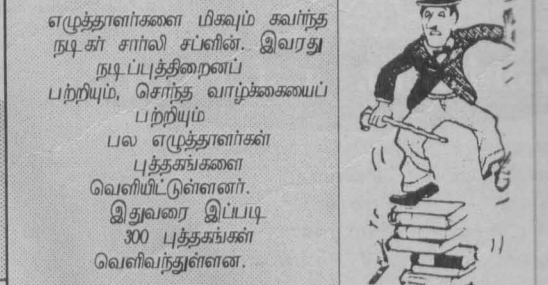 எழுத்தாளர்களை மிகவும் கவர்ந்த
நடிகர் சார்லி சப்ளின். இவரது
நடிப்புத்திறனைப்
பற்றியும், சொந்த வாழ்க்கையைப்
பற்றியும்
பல எழுத்தாளர்கள்
புத்தகங்களை
வெளியிட்டுள்ளனர்.
இதுவரை இப்படி
300 புத்தகங்கள்
வெளிவந்துள்ளன.